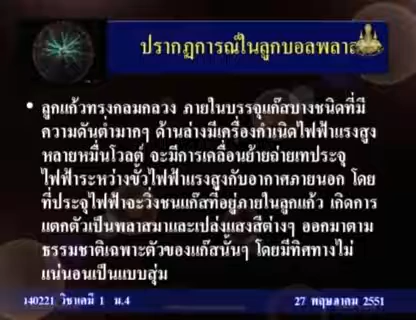 ปรากฏการณ์ในลูกบอลพลาส
• ลูกแก้วทรงกลมกลวง ภายในบรรจุแก๊สบางชนิดที่มี
ความดันต่ำมากๆ ด้านล่างมีเครื่องกำเนิดไฟฟ้าแรงสูง
หลายหมื่นโวลต์ จะมีการเคลื่อนย้ายถ่ายเทประจุ
ไฟฟ้าระหว่างขั้วไฟฟ้าแรงสูงกับอากาศภายนอก โดย
ที่ประจุไฟฟ้าจะวิ่งชนแก๊สที่อยู่ภายในลูกแก้ว เกิดการ
แตกตัวเป็นพลาสมาและเปล่งแสงสีต่างๆ ออกมาตาม
ธรรมชาติเฉพาะตัวของแก๊สนั้นๆ โดยมีทิศทางไม่
แน่นอนเป็นแบบสุ่ม
140221 วิชาเคมี 1 ม.4
27 พฤษภาคม 2551